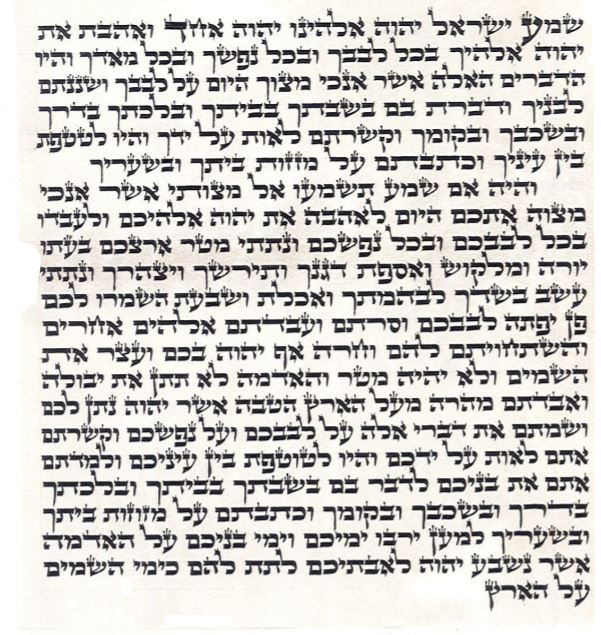 שמע ישראל יהוה אלהינו יהוה אחד ואהבת את
יהוה אלהיך בכל לבבך ובכל נפשך ובכל מאדך והיו
הדברים האלה אשר אנכי מצוך היום על לבבך ושננתם
לבניך ודברת בם בשבתך בביתך ובלכתך בדרך
ובשכבך ובקומך וקשרתם לאות על ידך והיו לטטפת
בין עיניך וכתבתם על מזזות ביתך ובשעריך
והיה אם שמע תשמעו אל מצותי אשר אנכי
מצוה אתכם היום לאהבה את יהוה אלהיכם ולעבדו
בכל לבבכם ובכל נפשכם ונתתי מטר ארצכם בעתו
יורה ומלקוש ואספת דגנך ותירשך ויצהרך ונתתי
עשב בשדך לבהמתך ואכלת ושבעת השמרו לכם
פן יפתה לבבכם וסרתם ועבדתם אלהים אחרים
והשתחויתם להם וחרה אף יהוה בכם ועצר את
השמים ולא יהיה מטר והאדמה לא תתן את יבולה
ואבדתם מהרה מעל הארץ הטבה אשר יהוה נתן לכם
ושמתם את דברי אלה על לבבכם ועל נפשכם וקשרתם
אתם לאות על ידכם והיו לטוטפת בין עיניכם ולמדתם
אתם את בניכם לדבר בם בשבתך בביתך ובלכתך
בדרך ובשכבך ובקומך וכתבתם על מזוזות ביתך
ובשעריך למען ירבו ימיכם וימי בניכם על האדמה
אשר נשבע יהוה לאבתיכם לתת להם כימי השמים
על הארץ